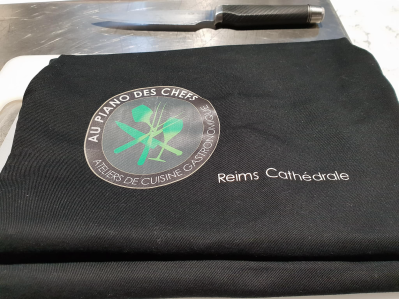 AU PIANO DES CHEFS
ATELIERS DE CUISINE GASTRONOMIQUE
Reims Cathédrale